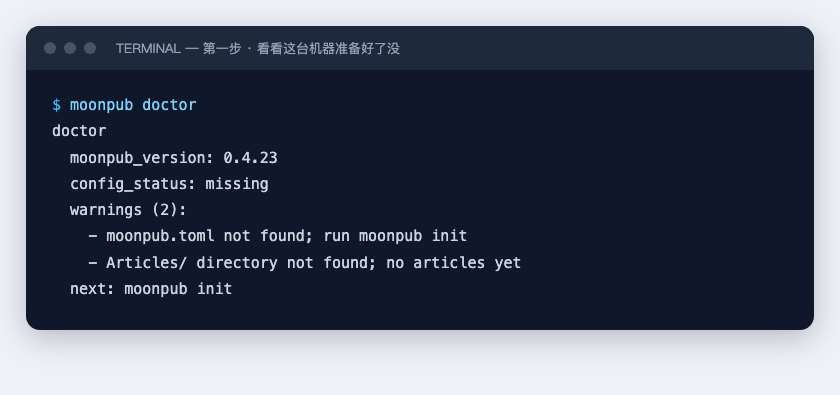 TERMINAL — 第一步 · 看看这台机器准备好了没
$ moonpub doctor
doctor
moonpub_version: 0.4.23
config_status: missing
warnings (2):
- moonpub.toml not found; run moonpub init
- Articles/ directory not found; no articles yet
next: moonpub init